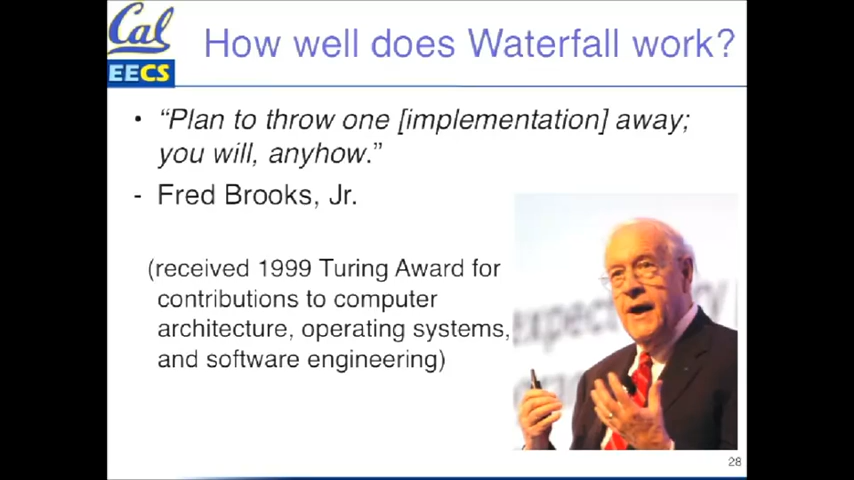 Cal
EECS
How well does Waterfall work?
• “Plan to throw one [implementation] away;
you will, anyhow.”
- Fred Brooks, Jr.
(received 1999 Turing Award for
contributions to computer
architecture, operating systems,
and software engineering)
expect
28